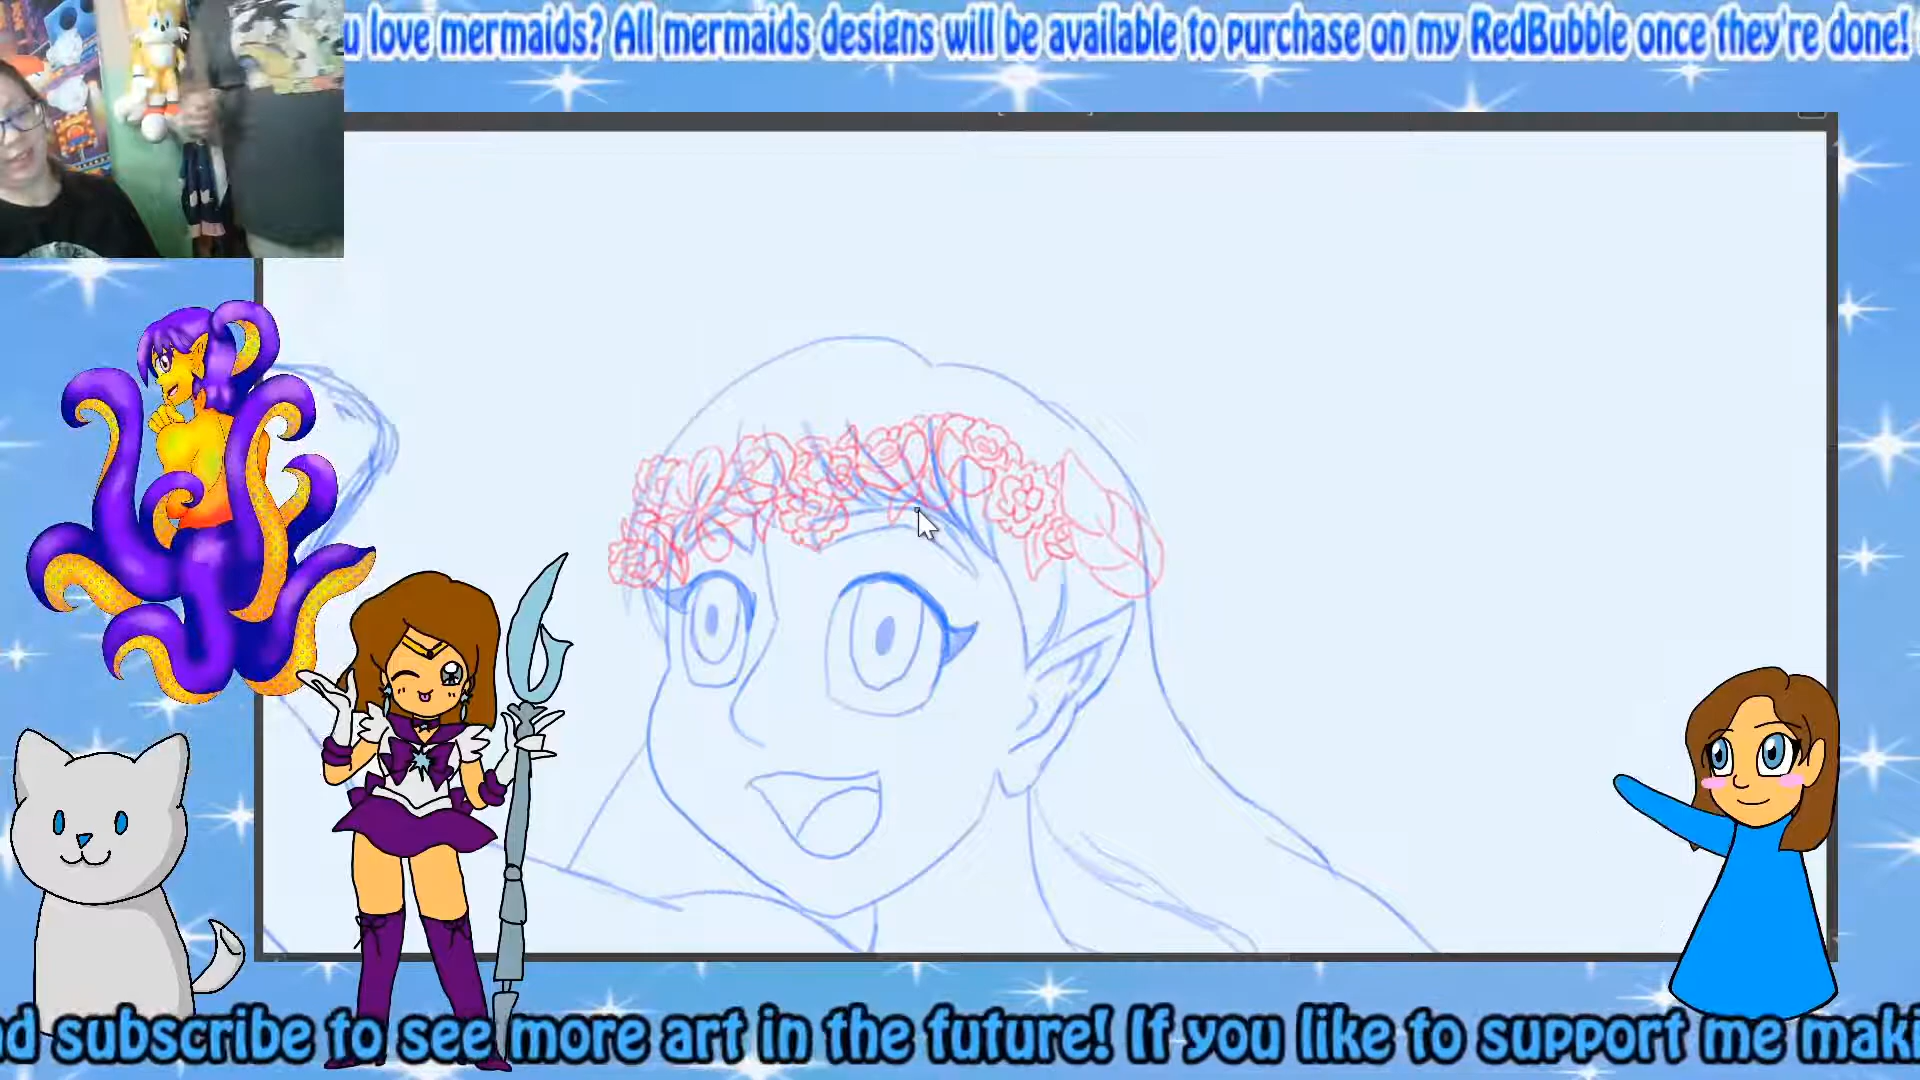 u love mermaids? All mermaids designs will be available to purchase on my RedBubble once they're done!
nd subscribe to see more art in the future! If you like to support me maki